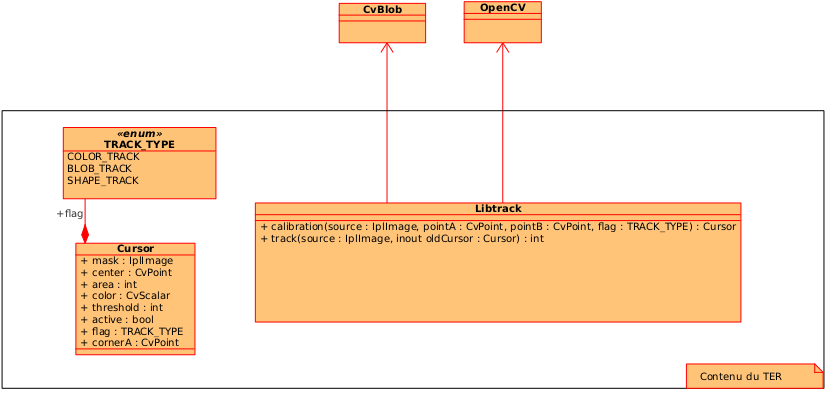 CvBlob
OpenCV
«enum»
TRACK_TYPE
COLOR_TRACK
BLOB_TRACK
SHAPE_TRACK
+flag
Cursor
+ mask : IplImage
+ center : CvPoint
+ area : int
+ color : CvScalar
+ threshold : int
+ active : bool
+ flag : TRACK_TYPE
+ cornerA : CvPoint
Libtrack
+ calibration(source : IplImage, pointA : CvPoint, pointB : CvPoint, flag : TRACK_TYPE) : Cursor
+ track(source : IplImage, inout oldCursor : Cursor) : int
Contenu du TER